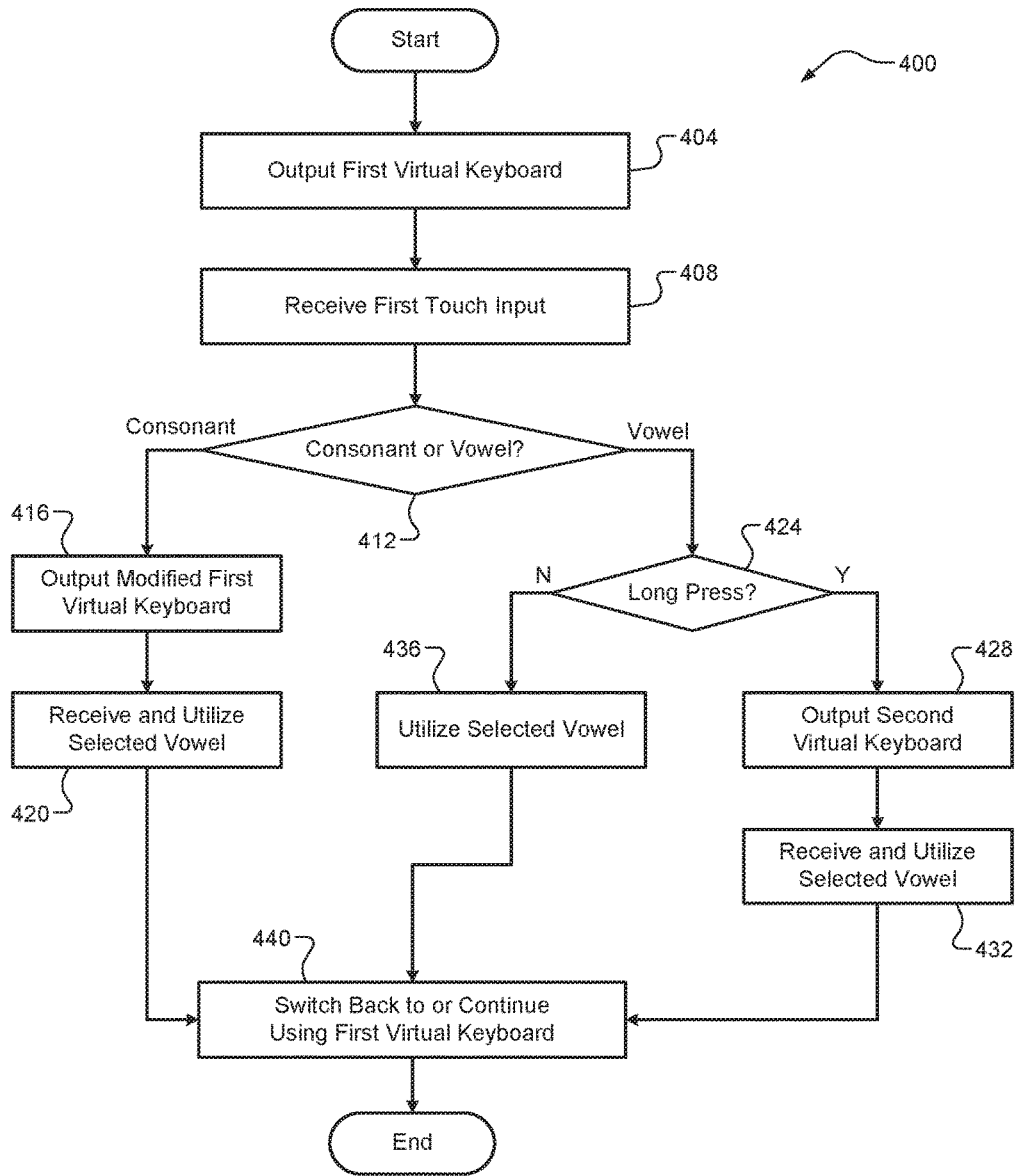 Start
400
404
Output First Virtual Keyboard
408
Receive First Touch Input
Consonant
Vowel
Consonant or Vowel?
412
416
424
Output Modified First
Virtual Keyboard
N
Long Press?
Y
436
428
Receive and Utilize
Selected Vowel
Utilize Selected Vowel
Output Second
Virtual Keyboard
420
Receive and Utilize
Selected Vowel
432
440
Switch Back to or Continue
Using First Virtual Keyboard
End